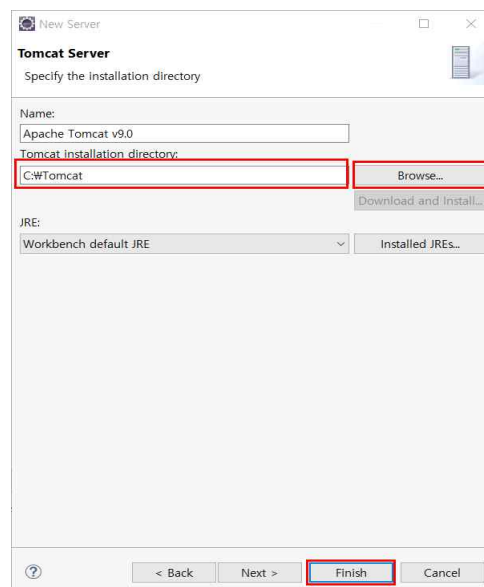 New Server
Tomcat Server
Specify the installation directory
Name:
Apache Tomcat v9.0
Tomcat installation directory:
C:₩Tomcat
Browse...
Download and Install...
JRE:
Workbench default JRE
Installed JREs...
?
< Back
Next >
Finish
Cancel